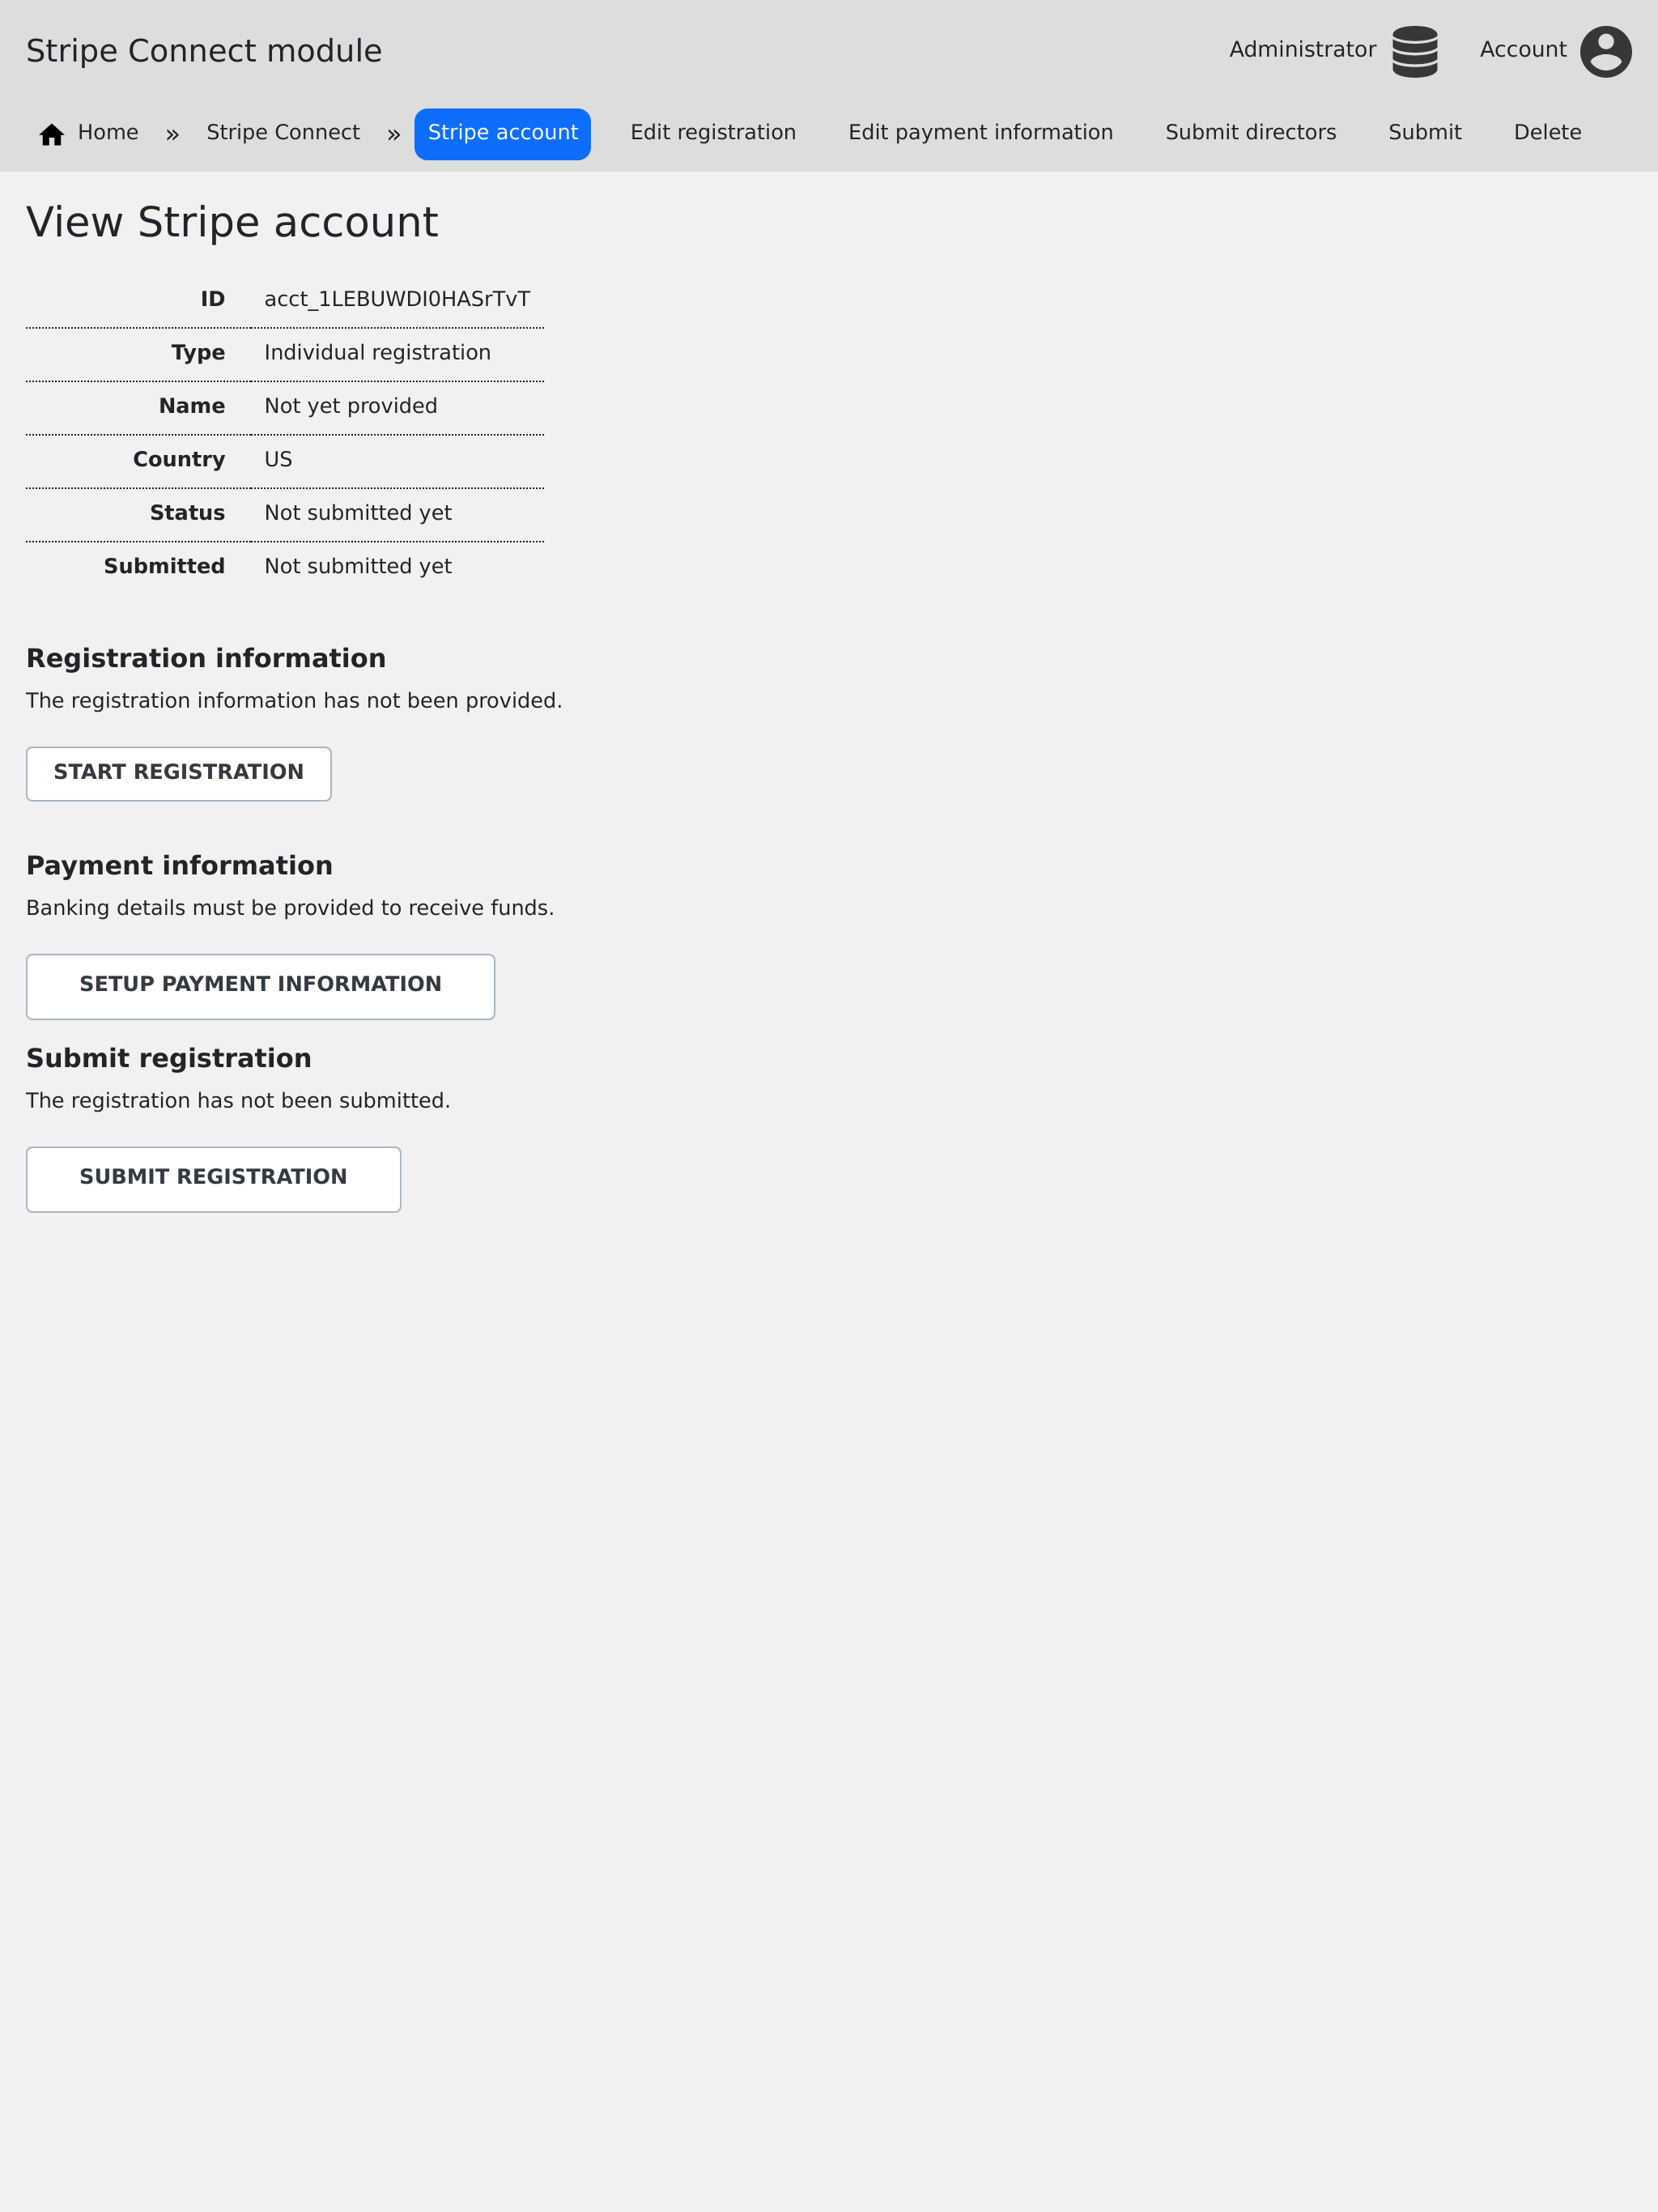 Stripe Connect module
Administrator
Account
Home » Stripe Connect » Stripe account Edit registration Edit payment information Submit directors Submit Delete
View Stripe account
ID acct_1LEBUWDI0HASrTvT
Type Individual registration
Name Not yet provided
Country US
Status Not submitted yet
Submitted Not submitted yet
Registration information
The registration information has not been provided.
START REGISTRATION
Payment information
Banking details must be provided to receive funds.
SETUP PAYMENT INFORMATION
Submit registration
The registration has not been submitted.
SUBMIT REGISTRATION